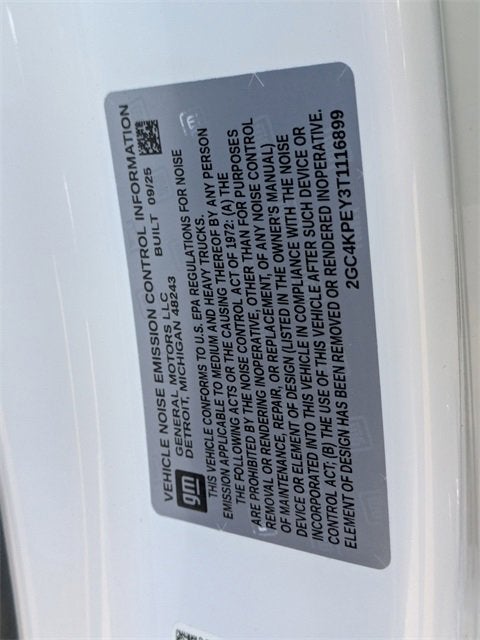 VEHICLE NOISE EMISSION CONTROL INFORMATION
GENERAL MOTORS LLC BUILT 09/25
DETROIT, MICHIGAN 48243
gm
THIS VEHICLE CONFORMS TO U.S. EPA REGULATIONS FOR NOISE
EMISSION APPLICABLE TO MEDIUM AND HEAVY TRUCKS.
THE FOLLOWING ACTS OR THE CAUSING THEREOF BY ANY PERSON
ARE PROHIBITED BY THE NOISE CONTROL ACT OF 1972: (A) THE
REMOVAL OR RENDERING INOPERATIVE, OTHER THAN FOR PURPOSES
OF MAINTENANCE, REPAIR, OR REPLACEMENT, OF ANY NOISE CONTROL
DEVICE OR ELEMENT OF DESIGN (LISTED IN THE OWNER'S MANUAL)
INCORPORATED INTO THIS VEHICLE IN COMPLIANCE WITH THE NOISE
CONTROL ACT; (B) THE USE OF THIS VEHICLE AFTER SUCH DEVICE OR
ELEMENT OF DESIGN HAS BEEN REMOVED OR RENDERED INOPERATIVE.
2GC4KPEY3T1116899